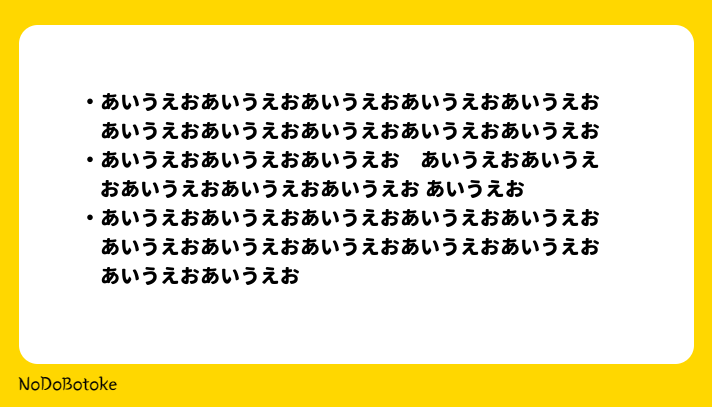 ・あいうえおあいうえおあいうえおあいうえおあいうえお
あいうえおあいうえおあいうえおあいうえおあいうえお
・あいうえおあいうえおあいうえお　あいうえおあいうえ
おあいうえおあいうえおあいうえお あいうえお
・あいうえおあいうえおあいうえおあいうえおあいうえお
あいうえおあいうえおあいうえおあいうえおあいうえお
あいうえおあいうえお
NoDoBotoke